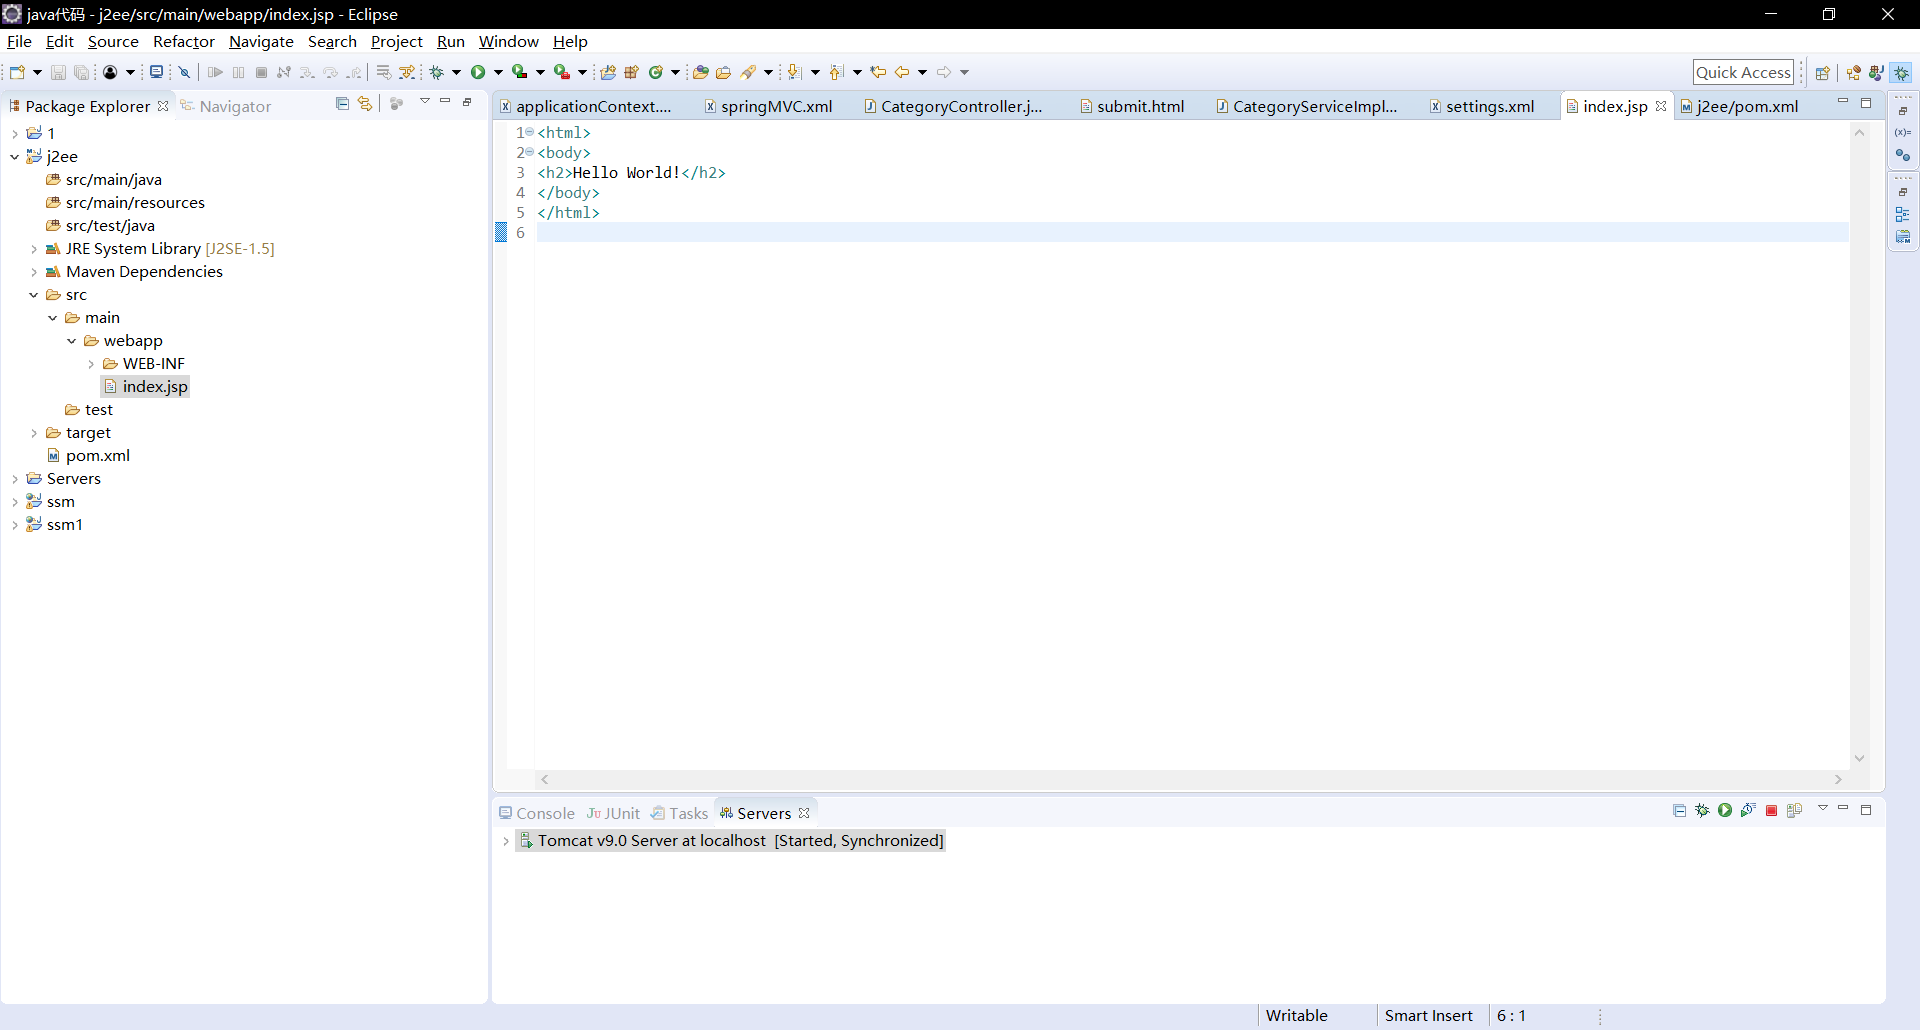 java代码 - j2ee/src/main/webapp/index.jsp - Eclipse
File Edit Source Refactor Navigate Search Project Run Window Help
Quick Access
Package Explorer Navigator
1
j2ee
src/main/java
src/main/resources
src/test/java
JRE System Library [J2SE-1.5]
Maven Dependencies
src
main
webapp
WEB-INF
index.jsp
test
target
pom.xml
Servers
ssm
ssm1
applicationContext.... springMVC.xml CategoryController.j... submit.html CategoryServiceImpl... settings.xml index.jsp j2ee/pom.xml
1 <html>
2 <body>
3 <h2>Hello World!</h2>
4 </body>
5 </html>
6
(x)=
Console JUnit Tasks Servers
Tomcat v9.0 Server at localhost [Started, Synchronized]
Writable Smart Insert 6 : 1